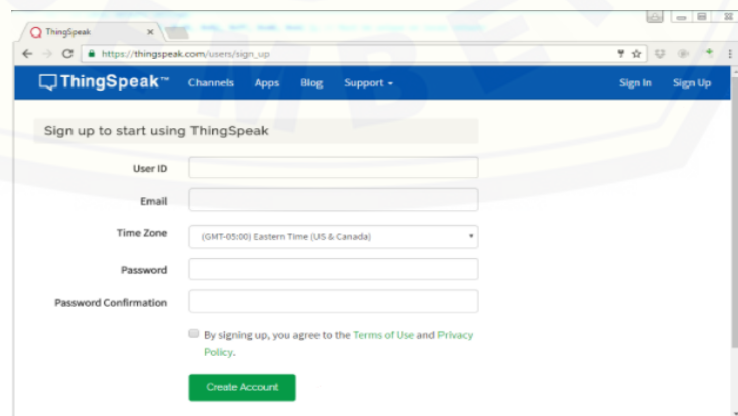 ThingSpeak
https://thingspeak.com/users/sign_up
ThingSpeak™ Channels Apps Blog Support Sign In Sign Up
Sign up to start using ThingSpeak
User ID
Email
Time Zone (GMT-05:00) Eastern Time (US & Canada)
Password
Password Confirmation
By signing up, you agree to the Terms of Use and Privacy
Policy.
Create Account